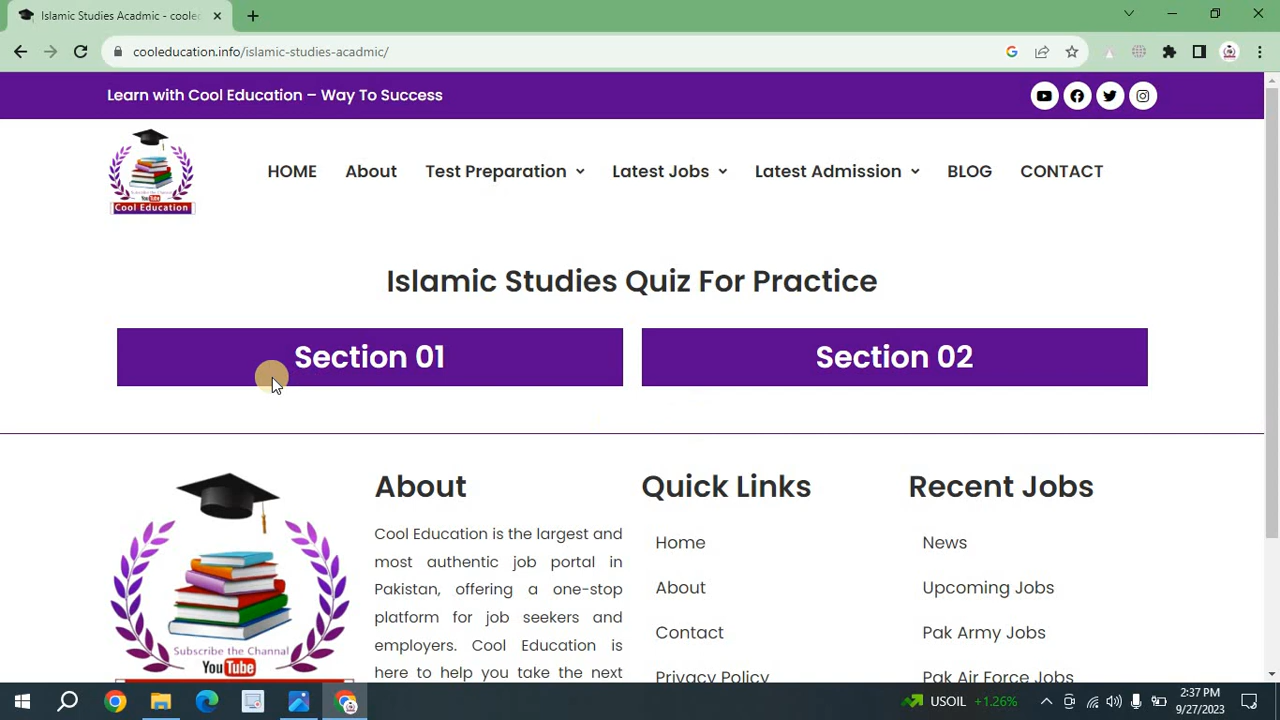 Islamic Studies Acadmic - coole
cooleducation.info/islamic-studies-acadmic/
Learn with Cool Education – Way To Success
Subscribe the Channel
YouTube
Cool Education
HOME About Test Preparation Latest Jobs Latest Admission BLOG CONTACT
Islamic Studies Quiz For Practice
Section 01 Section 02
Subscribe the Channel
YouTube
About
Cool Education is the largest and
most authentic job portal in
Pakistan, offering a one-stop
platform for job seekers and
employers. Cool Education is
here to help you take the next
Quick Links
Home
About
Contact
Privacy Policy
Recent Jobs
News
Upcoming Jobs
Pak Army Jobs
Pak Air Force Jobs
USOIL +1.26%
2:37 PM
9/27/2023